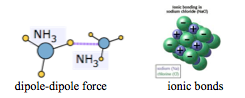 NH3
NH3
dipole-dipole force
ionic bonding in
sodium chloride (NaCl)
ionic bonds